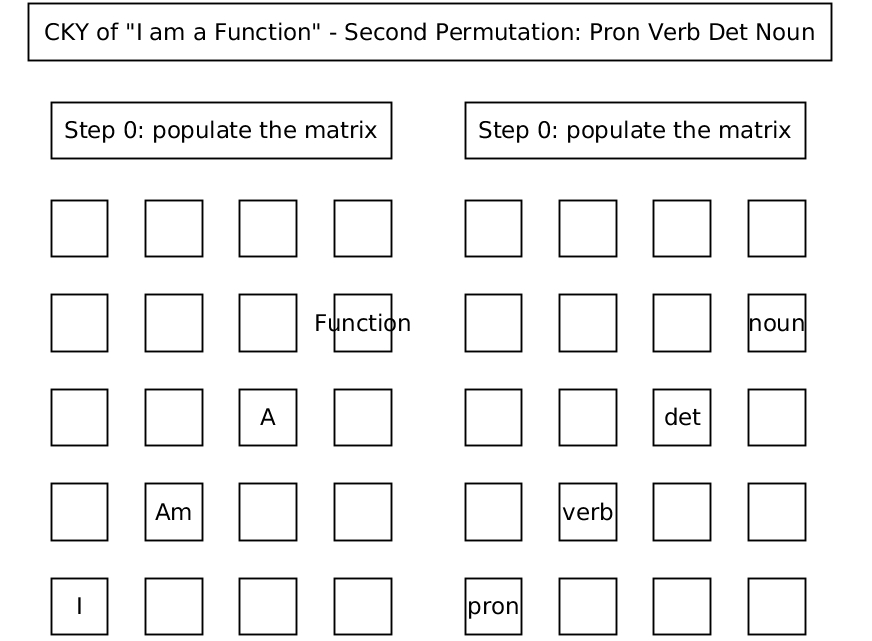 CKY of "I am a Function" - Second Permutation: Pron Verb Det Noun
Step 0: populate the matrix
Step 0: populate the matrix
Function
noun
A
det
Am
verb
I
pron